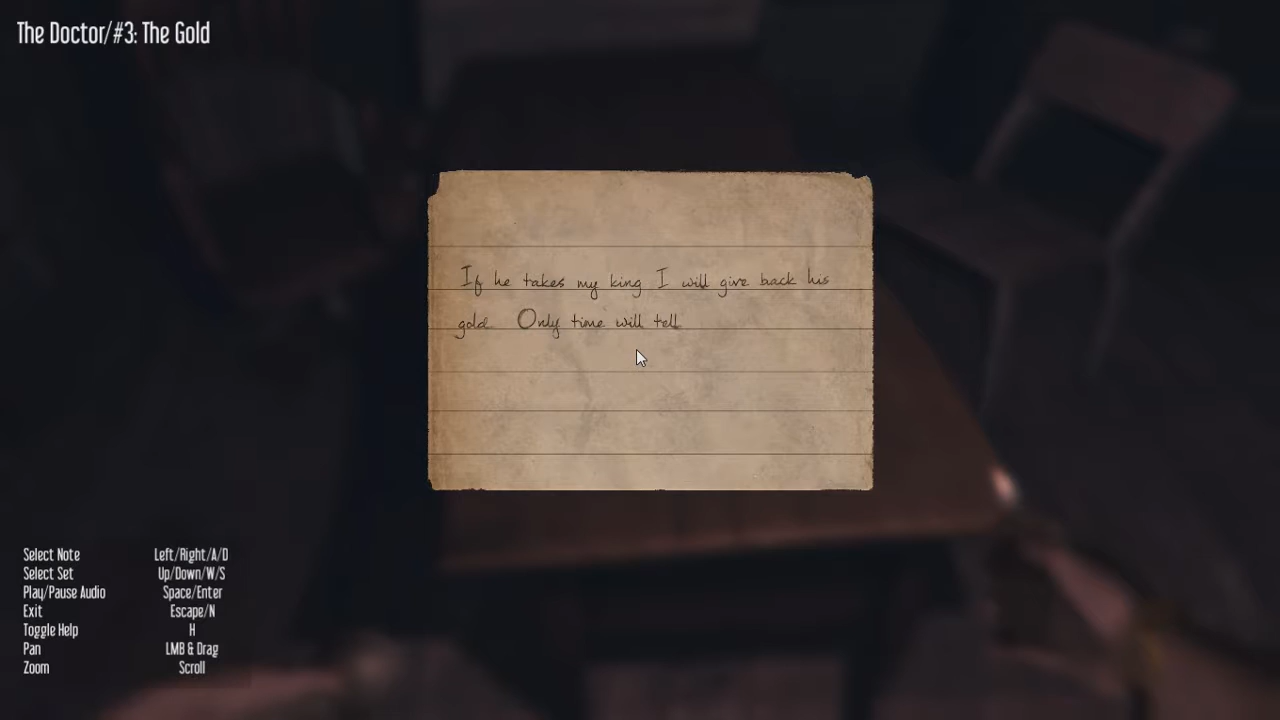 The Doctor/#3: The Gold
If he takes my king I will give back his
gold Only time will tell
Select Note Left/Right/A/D
Select Set Up/Down/W/S
Play/Pause Audio Space/Enter
Exit Escape/N
Toggle Help H
Pan LMB & Drag
Zoom Scroll